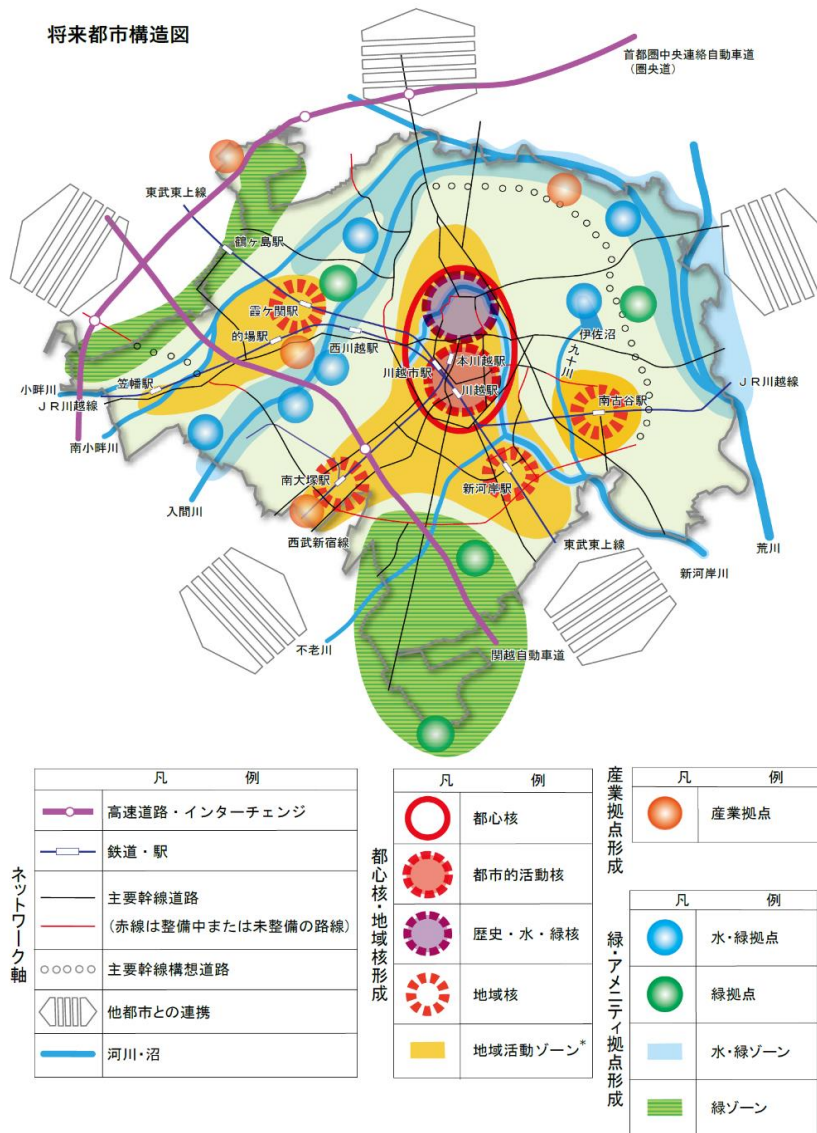 将来都市構造図
首都圏中央連絡自動車道
（圏央道）
東武東上線
鶴ヶ島駅
霞ケ関駅
的場駅
西川越駅
伊佐沼
本川越駅
川越市駅
川越駅
九十川
笠幡駅
小畔川
JR川越線
JR川越線
南古谷駅
南小畔川
南大塚駅
新河岸駅
入間川
西武新宿線
東武東上線
荒川
新河岸川
不老川
関越自動車道
ネットワーク軸
凡 例
高速道路・インターチェンジ
鉄道・駅
主要幹線道路
(赤線は整備中または未整備の路線)
主要幹線構想道路
他都市との連携
河川・沼
都心核・地域核形成
凡 例
都心核
都市的活動核
歴史・水・緑核
地域核
地域活動ゾーン*
産業拠点形成
凡 例
産業拠点
緑・アメニティ拠点形成
凡 例
水・緑拠点
緑拠点
水・緑ゾーン
緑ゾーン